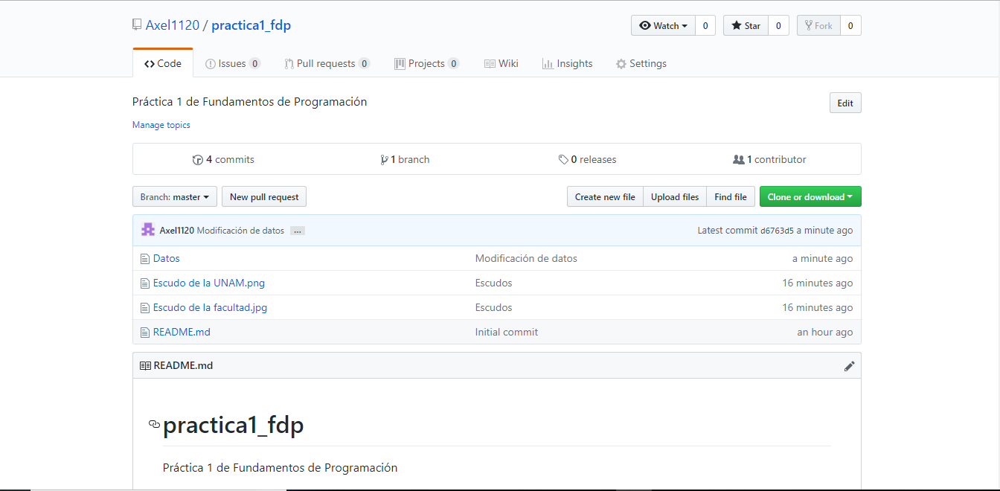 Axel1120 / practica1_fdp Watch 0 Star 0 Fork 0
Code Issues 0 Pull requests 0 Projects 0 Wiki Insights Settings
Práctica 1 de Fundamentos de Programación Edit
Manage topics
4 commits 1 branch 0 releases 1 contributor
Branch: master New pull request Create new file Upload files Find file Clone or download
Axel1120 Modificación de datos ... Latest commit d6763d5 a minute ago
Datos Modificación de datos a minute ago
Escudo de la UNAM.png Escudos 16 minutes ago
Escudo de la facultad.jpg Escudos 16 minutes ago
README.md Initial commit an hour ago
README.md
practica1_fdp
Práctica 1 de Fundamentos de Programación